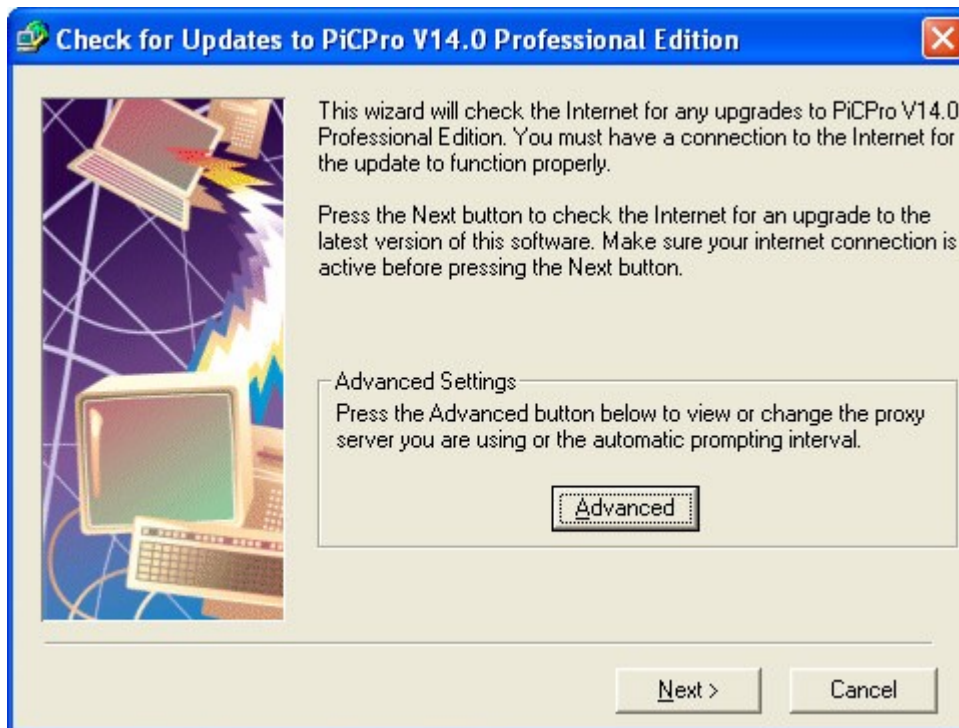 Check for Updates to PiCPro V14.0 Professional Edition
This wizard will check the Internet for any upgrades to PiCPro V14.0
Professional Edition. You must have a connection to the Internet for
the update to function properly.
Press the Next button to check the Internet for an upgrade to the
latest version of this software. Make sure your internet connection is
active before pressing the Next button.
Advanced Settings
Press the Advanced button below to view or change the proxy
server you are using or the automatic prompting interval.
Advanced
Next >
Cancel